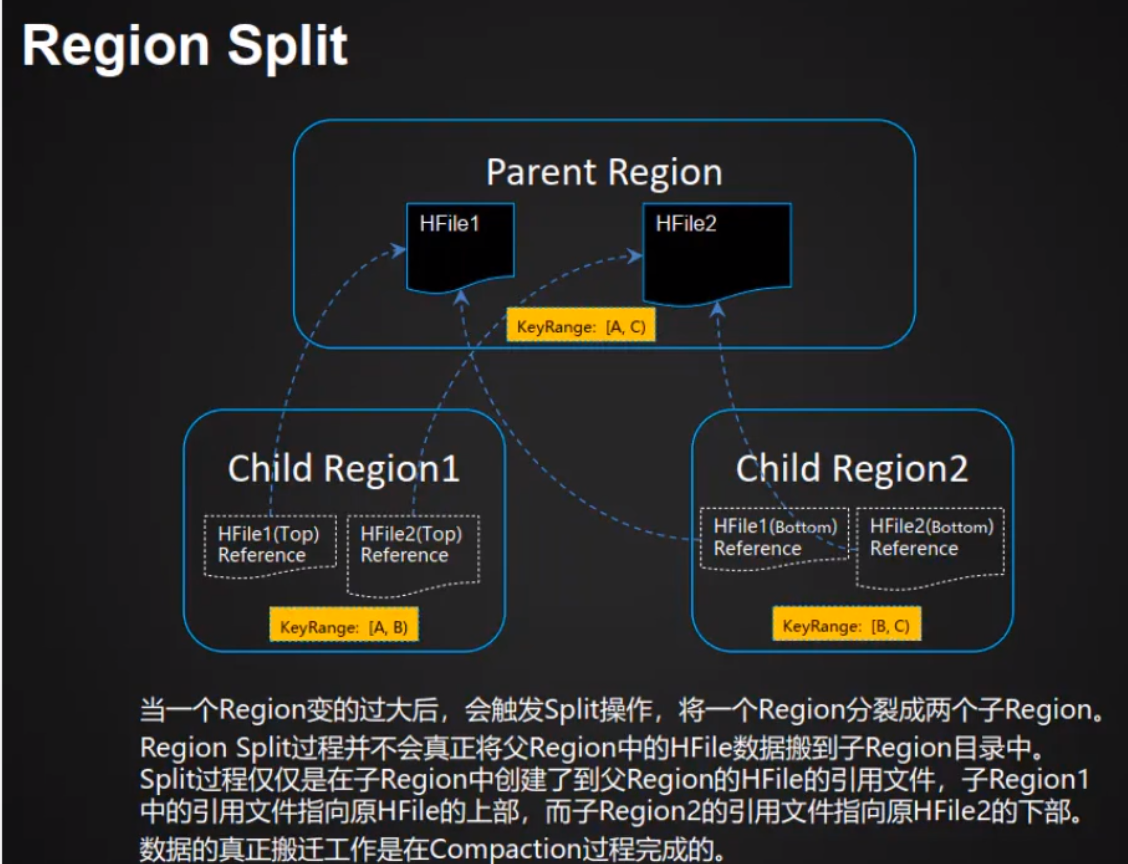 Region Split
Parent Region
HFile1
HFile2
KeyRange: [A, C)
Child Region1
HFile1(Top)
Reference
HFile2(Top)
Reference
KeyRange: [A, B)
Child Region2
HFile1(Bottom)
Reference
HFile2(Bottom)
Reference
KeyRange: [B, C)
当一个Region变的过大后，会触发Split操作，将一个Region分裂成两个子Region。
Region Split过程并不会真正将父Region中的HFile数据搬到子Region目录中。
Split过程仅仅是在子Region中创建了到父Region的HFile的引用文件，子Region1
中的引用文件指向原HFile的上部，而子Region2的引用文件指向原HFile2的下部。
数据的真正搬迁工作是在Compaction过程完成的。